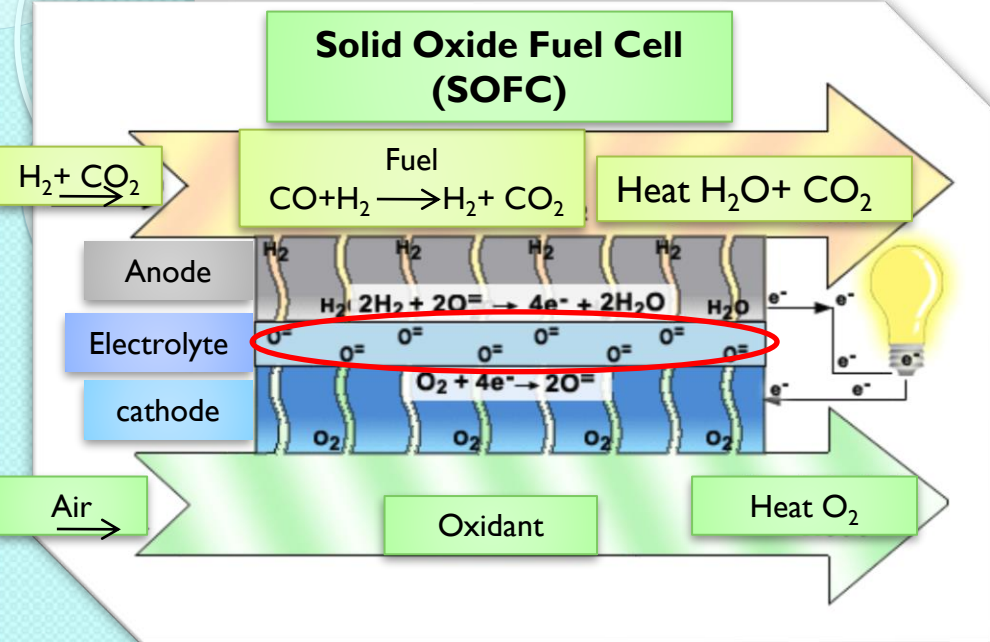 Solid Oxide Fuel Cell
(SOFC)
H₂+ CO₂
Fuel
CO+H₂ ⟶H₂+ CO₂
Heat H₂O+ CO₂
Anode
H₂ H₂ H₂ H₂
2H₂ + 2O⁼ → 4e⁻ + 2H₂O
H₂O
e⁻ e⁻
Electrolyte
O⁼ O⁼ O⁼ O⁼
O⁼ O⁼ O⁼ O⁼
e⁻ e⁻
O₂ + 4e⁻→ 2O⁼
e⁻ e⁻
cathode
O₂ O₂ O₂ O₂
Air
Oxidant
Heat O₂